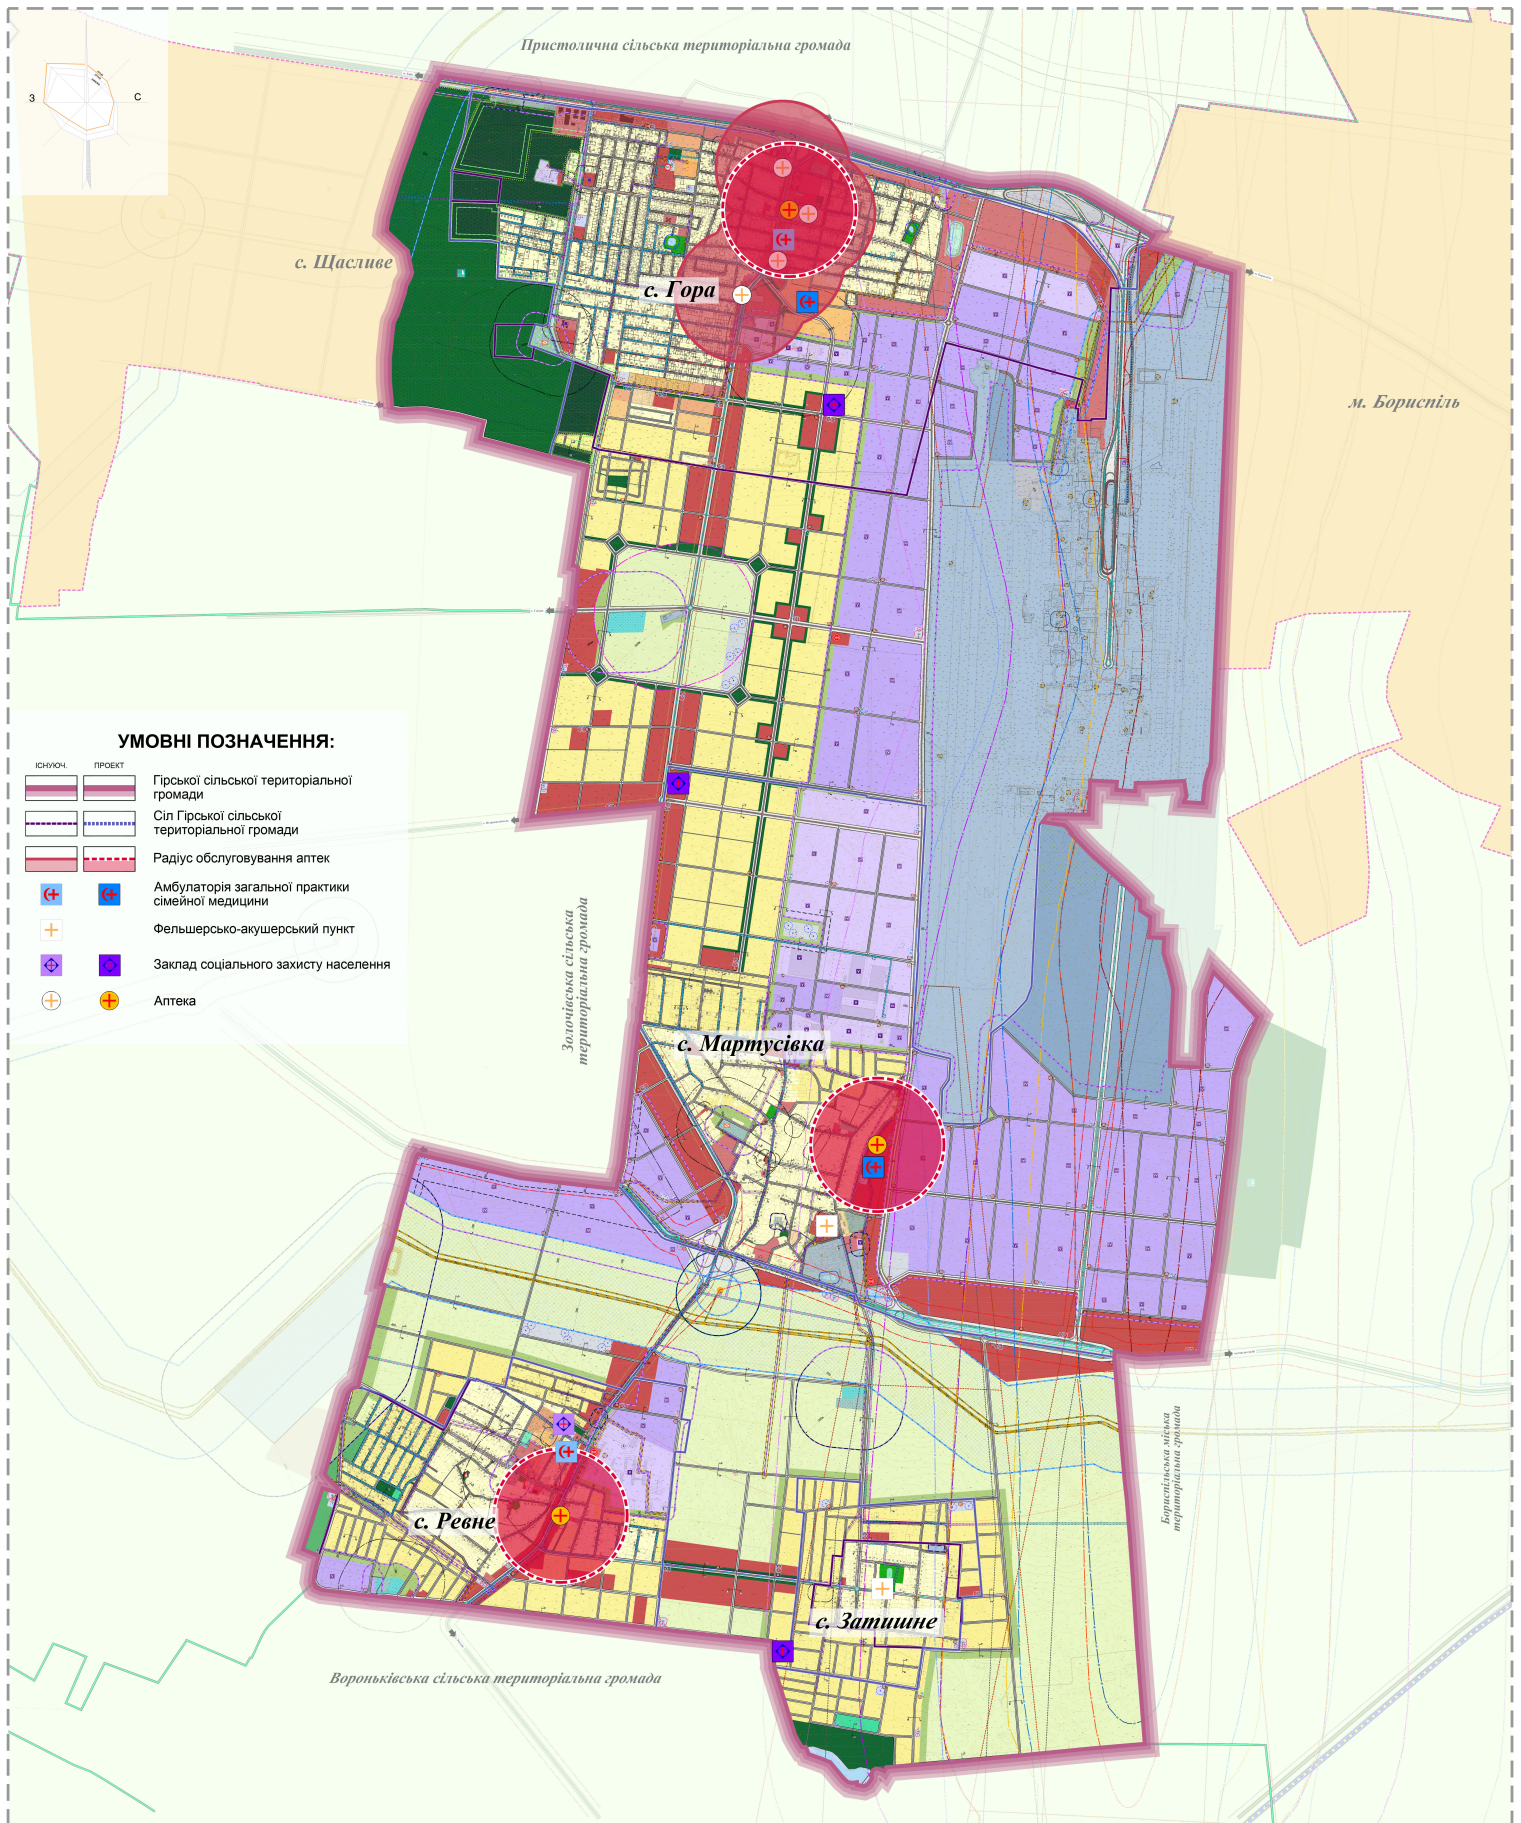 Пристолична сільська територіальна громада
З
С
с. Щасливе
с. Гора
м. Бориспіль
УМОВНІ ПОЗНАЧЕННЯ:
ІСНУЮЧ.
ПРОЕКТ
Гірської сільської територіальної
громади
Сіл Гірської сільської
територіальної громади
Радіус обслуговування аптек
Амбулаторія загальної практики
сімейної медицини
Фельшерсько-акушерський пункт
Заклад соціального захисту населення
Аптека
Золочівська сільська
територіальна громада
с. Мартусівка
Бориспільська міська
територіальна громада
с. Ревне
с. Затишне
Вороньківська сільська територіальна громада